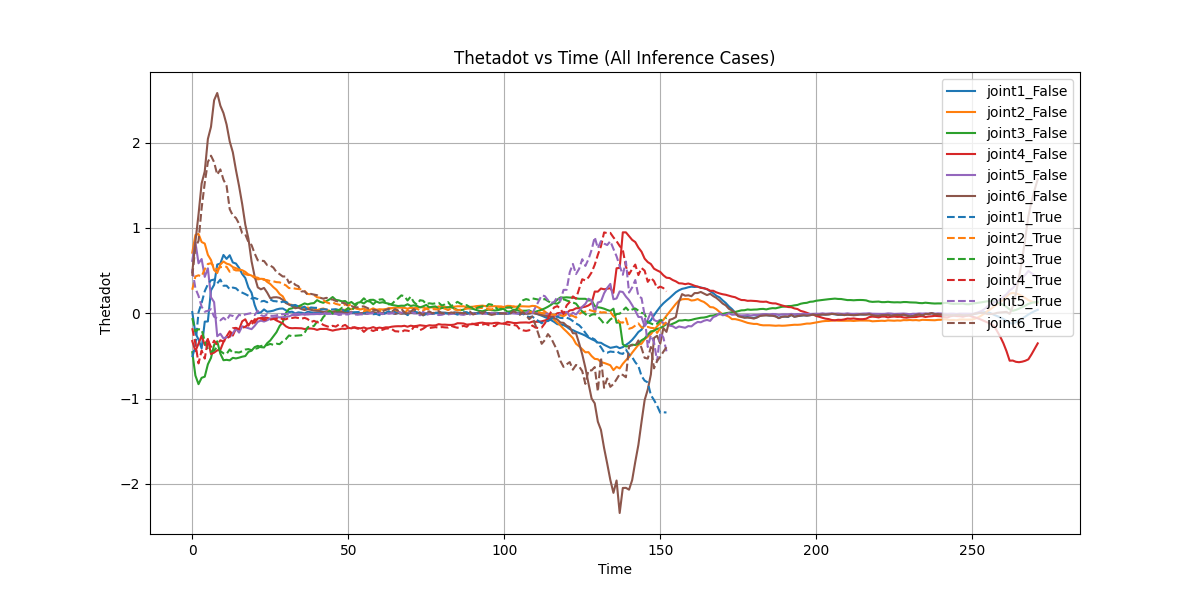 Thetadot vs Time (All Inference Cases)
Thetadot
2
1
0
−1
−2
0
50
100
150
200
250
Time
joint1_False
joint2_False
joint3_False
joint4_False
joint5_False
joint6_False
joint1_True
joint2_True
joint3_True
joint4_True
joint5_True
joint6_True